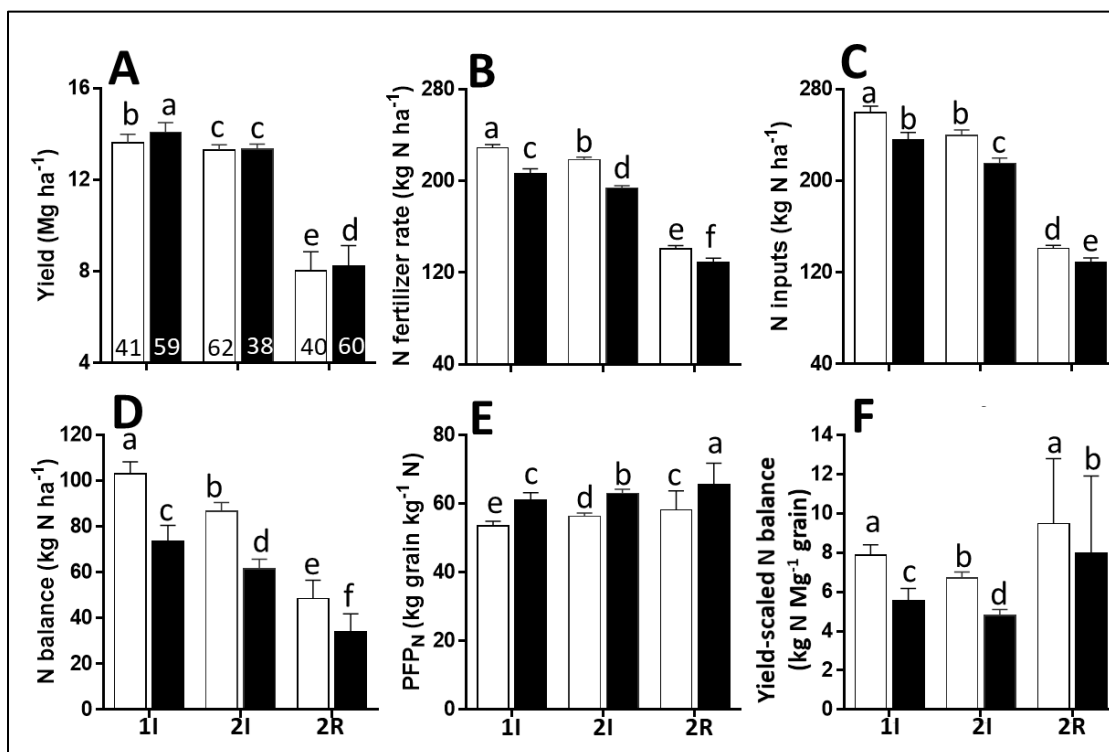 A
Yield (Mg ha⁻¹)
16
12
8
4
b
a
c
c
e
d
41
59
62
38
40
60
B
N fertilizer rate (kg N ha⁻¹)
280
200
120
40
a
c
b
d
e
f
C
N inputs (kg N ha⁻¹)
280
200
120
40
a
b
b
c
d
e
D
N balance (kg N ha⁻¹)
120
100
80
60
40
20
0
a
c
b
d
e
f
1I
2I
2R
E
PFP_N (kg grain kg⁻¹ N)
80
60
40
20
0
e
c
d
b
c
a
1I
2I
2R
F
Yield-scaled N balance
(kg N Mg⁻¹ grain)
14
12
10
8
6
4
2
0
a
c
b
d
a
b
1I
2I
2R